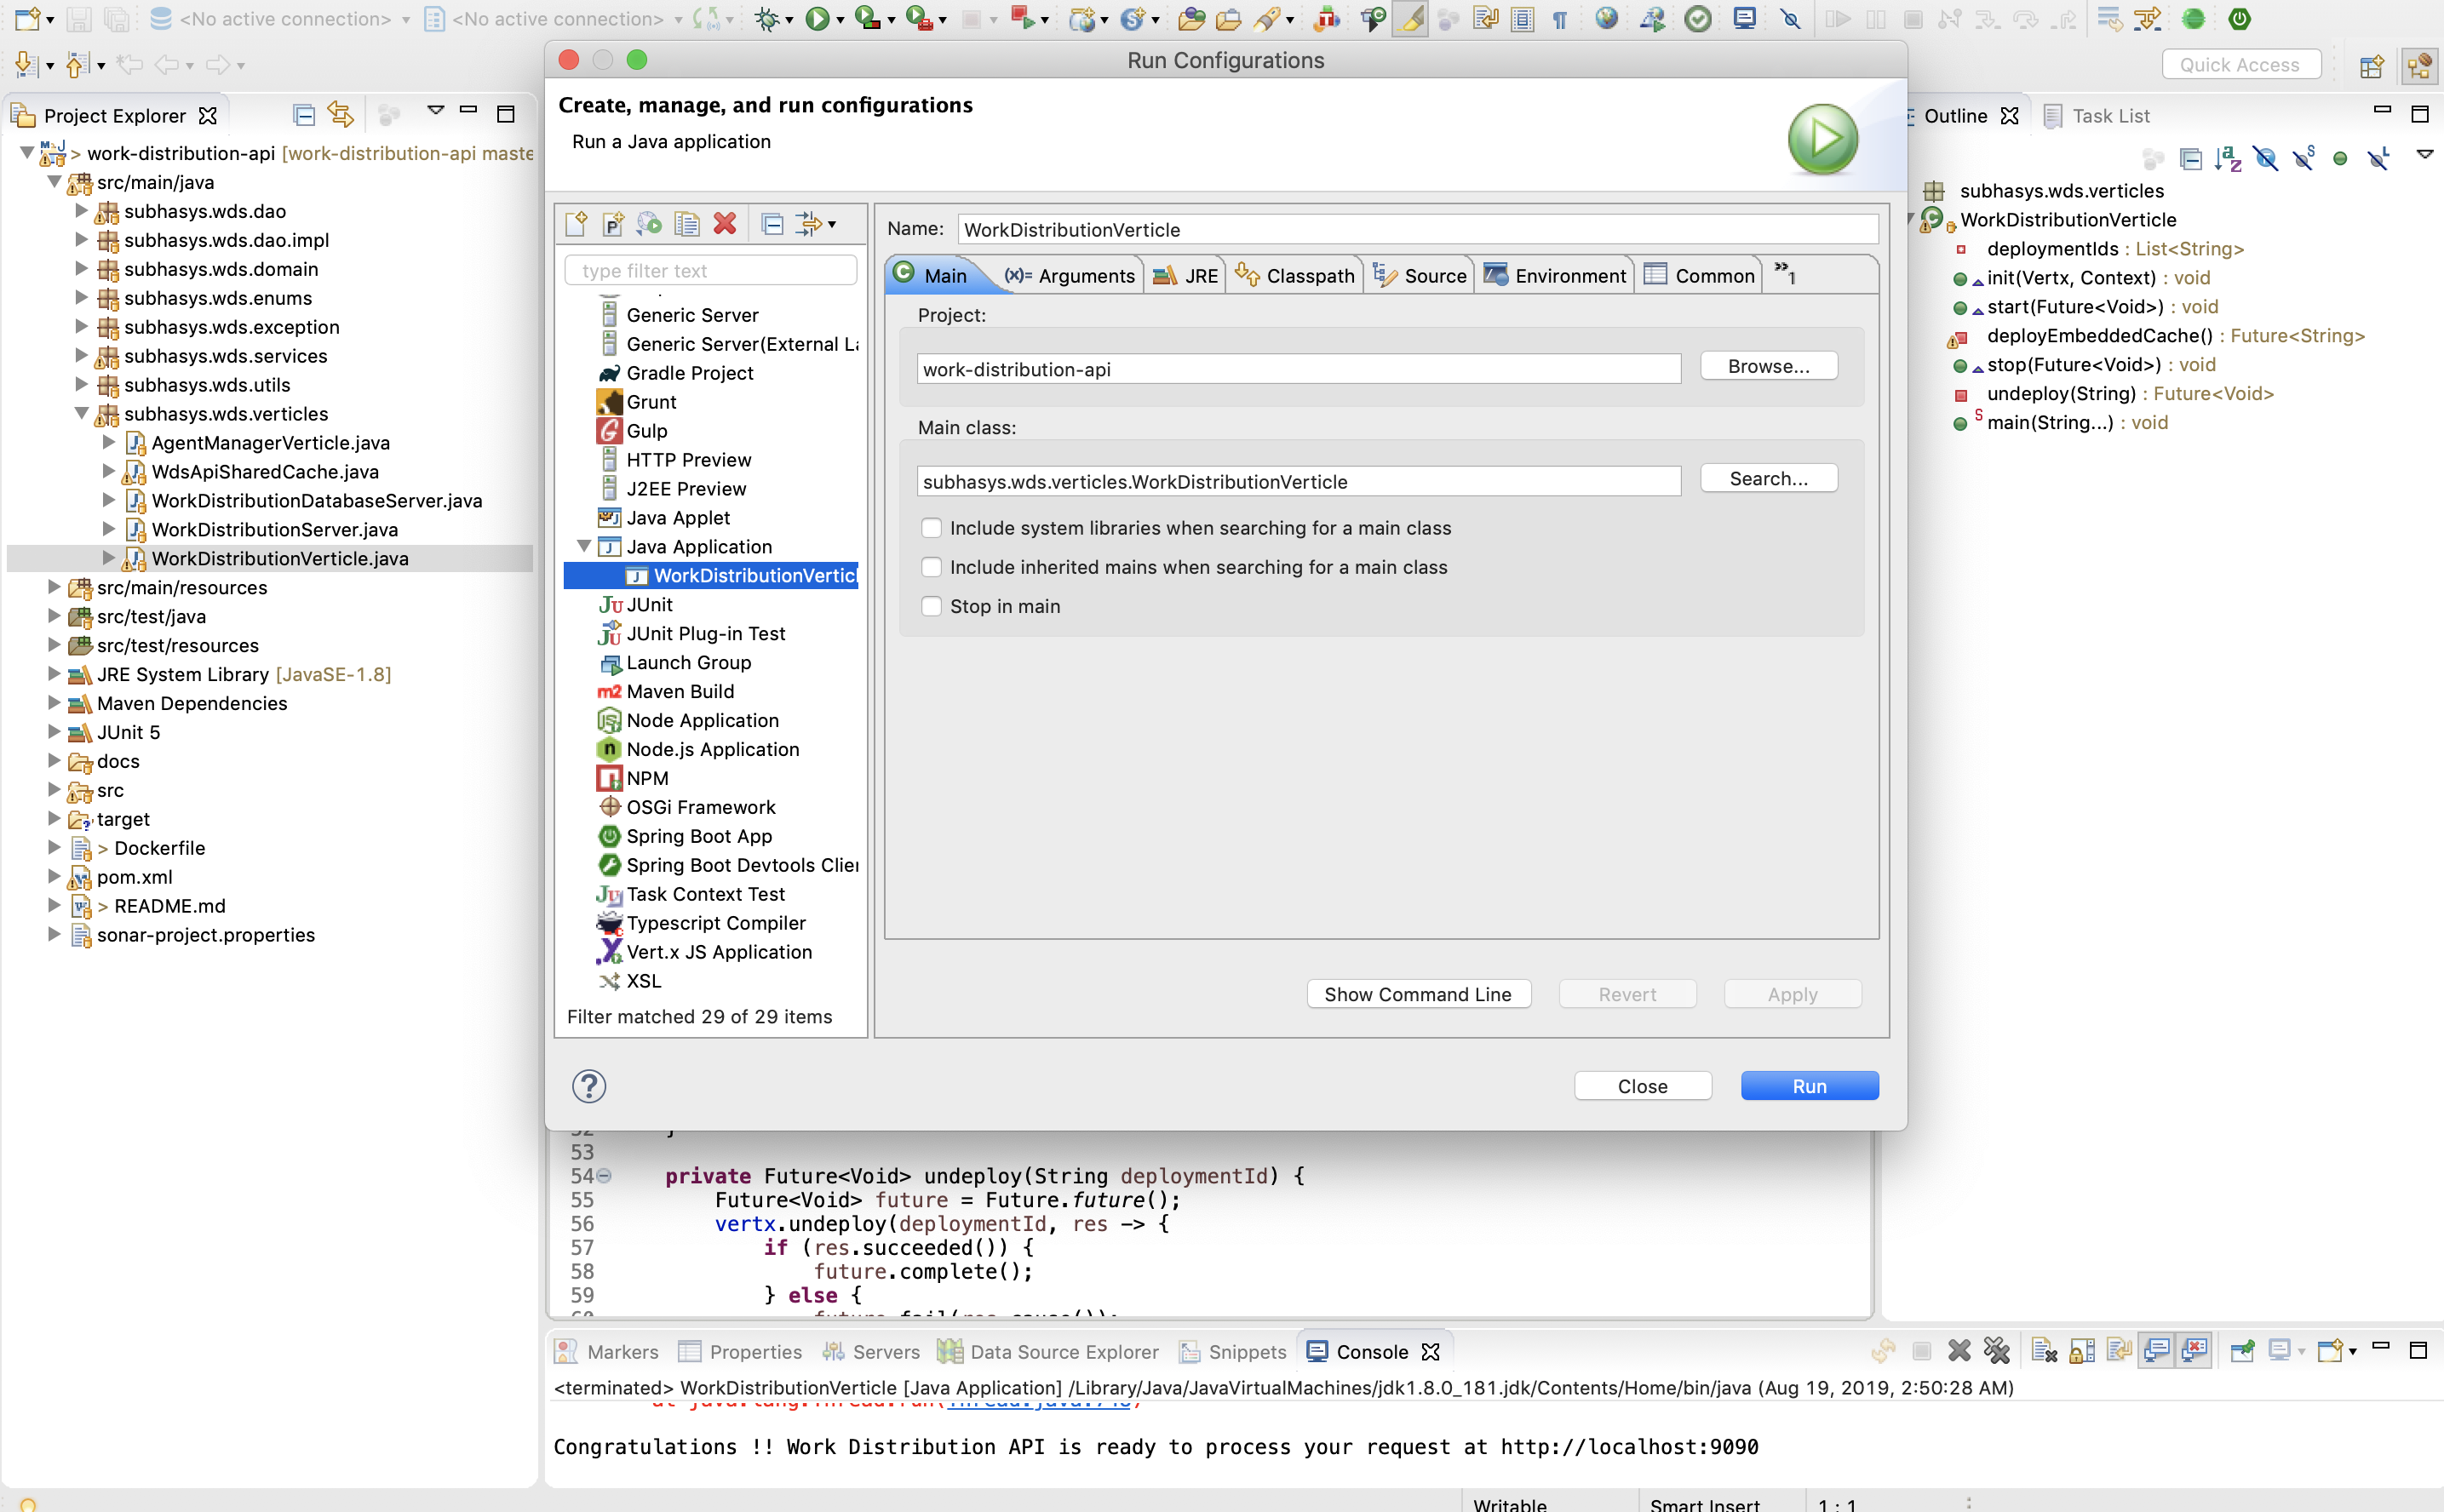 <No active connection>
<No active connection>
Quick Access
Project Explorer
> work-distribution-api [work-distribution-api maste
src/main/java
subhasys.wds.dao
subhasys.wds.dao.impl
subhasys.wds.domain
subhasys.wds.enums
subhasys.wds.exception
subhasys.wds.services
subhasys.wds.utils
subhasys.wds.verticles
AgentManagerVerticle.java
WdsApiSharedCache.java
WorkDistributionDatabaseServer.java
WorkDistributionServer.java
WorkDistributionVerticle.java
src/main/resources
src/test/java
src/test/resources
JRE System Library [JavaSE-1.8]
Maven Dependencies
JUnit 5
docs
src
target
> Dockerfile
pom.xml
> README.md
sonar-project.properties
Run Configurations
Create, manage, and run configurations
Run a Java application
type filter text
Generic Server
Generic Server(External La
Gradle Project
Grunt
Gulp
HTTP Preview
J2EE Preview
Java Applet
Java Application
WorkDistributionVerticl
JUnit
JUnit Plug-in Test
Launch Group
Maven Build
Node Application
Node.js Application
NPM
OSGi Framework
Spring Boot App
Spring Boot Devtools Clien
Task Context Test
Typescript Compiler
Vert.x JS Application
XSL
Filter matched 29 of 29 items
Name: WorkDistributionVerticle
Main (x)= Arguments JRE Classpath Source Environment Common »1
Project:
work-distribution-api Browse...
Main class:
subhasys.wds.verticles.WorkDistributionVerticle Search...
Include system libraries when searching for a main class
Include inherited mains when searching for a main class
Stop in main
Show Command Line Revert Apply
Close Run
Outline Task List
subhasys.wds.verticles
WorkDistributionVerticle
deploymentIds : List<String>
init(Vertx, Context) : void
start(Future<Void>) : void
deployEmbeddedCache() : Future<String>
stop(Future<Void>) : void
undeploy(String) : Future<Void>
main(String...) : void
52 }
53
54 private Future<Void> undeploy(String deploymentId) {
55 Future<Void> future = Future.future();
56 vertx.undeploy(deploymentId, res -> {
57 if (res.succeeded()) {
58 future.complete();
59 } else {
60 future.fail(res.cause());
Markers Properties Servers Data Source Explorer Snippets Console
<terminated> WorkDistributionVerticle [Java Application] /Library/Java/JavaVirtualMachines/jdk1.8.0_181.jdk/Contents/Home/bin/java (Aug 19, 2019, 2:50:28 AM)
at java.lang.Thread.run(Thread.java:748)
Congratulations !! Work Distribution API is ready to process your request at http://localhost:9090
Writable Smart Insert 1 : 1